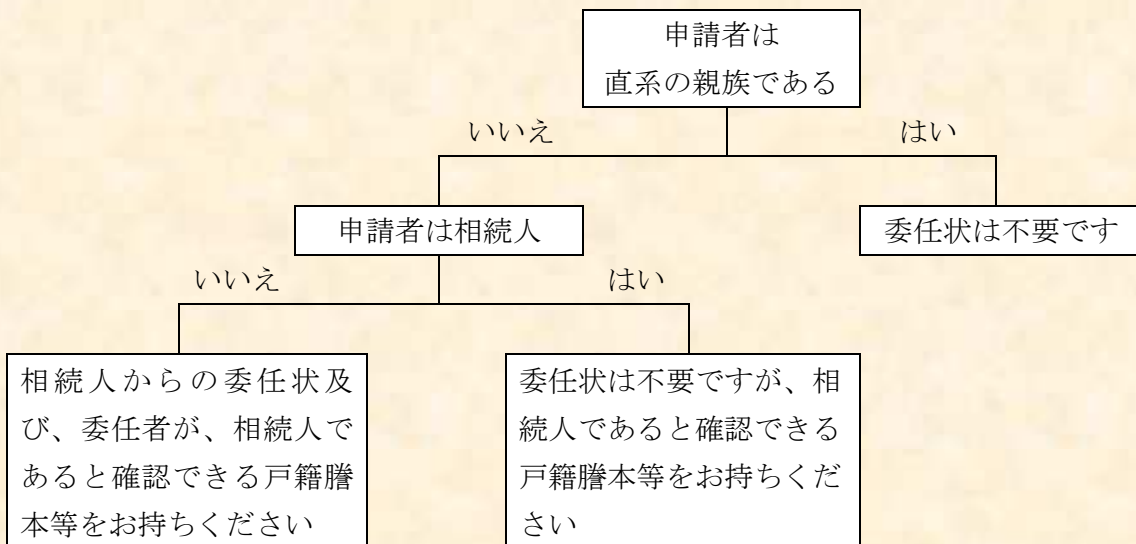 申請者は
直系の親族である
いいえ
はい
申請者は相続人
委任状は不要です
いいえ
はい
相続人からの委任状及
び、委任者が、相続人で
あると確認できる戸籍謄
本等をお持ちください
委任状は不要ですが、相
続人であると確認できる
戸籍謄本等をお持ちくだ
さい